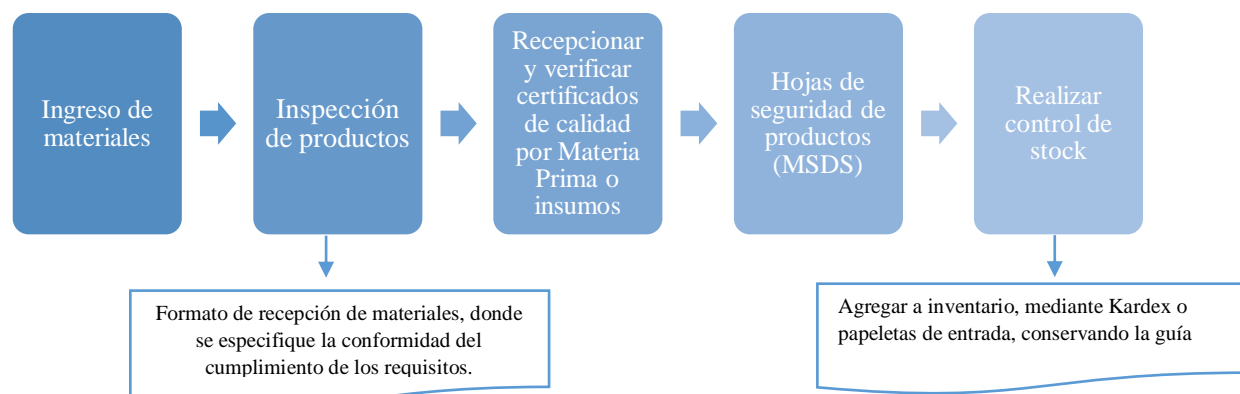 Ingreso de
materiales
Inspección
de productos
Recepcionar
y verificar
certificados
de calidad
por Materia
Prima o
insumos
Hojas de
seguridad de
productos
(MSDS)
Realizar
control de
stock
Formato de recepción de materiales, donde
se especifique la conformidad del
cumplimiento de los requisitos.
Agregar a inventario, mediante Kardex o
papeletas de entrada, conservando la guía